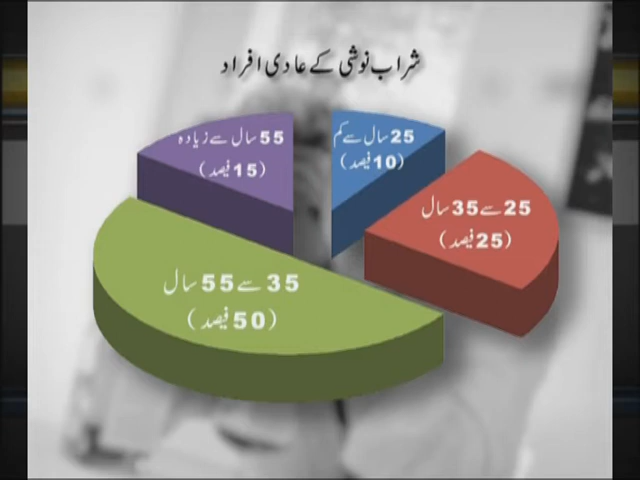 شراب نوشی کے عادی افراد
25 سال سے کم
(10 فیصد)
25 سے 35 سال
(25 فیصد)
35 سے 55 سال
(50 فیصد)
55 سال سے زیادہ
(15 فیصد)